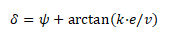 δ = ψ + arctan(k·e/v)